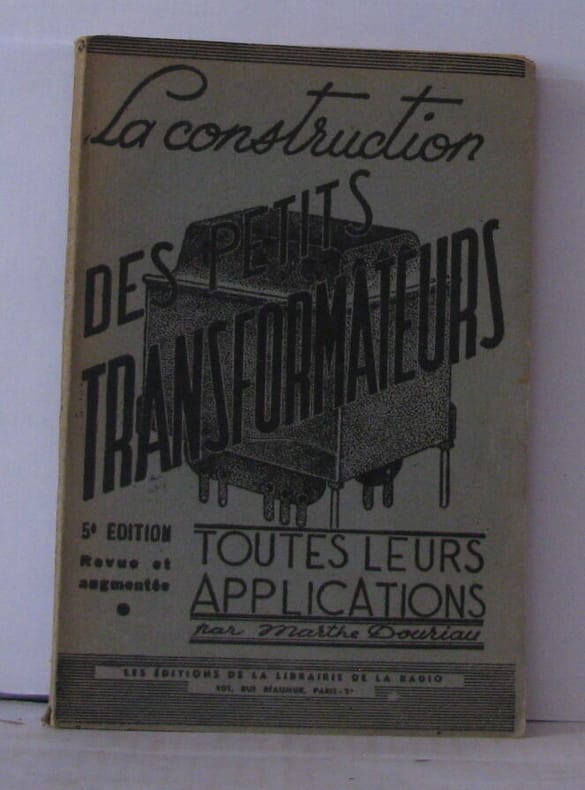 La construction
DES PETITS
TRANSFORMATEURS
5e EDITION
Revue et
augmentée
TOUTES LEURS
APPLICATIONS
par Marthe Douriau
LES ÉDITIONS DE LA LIBRAIRIE DE LA RADIO
101, RUE RÉAUMUR, PARIS-2e